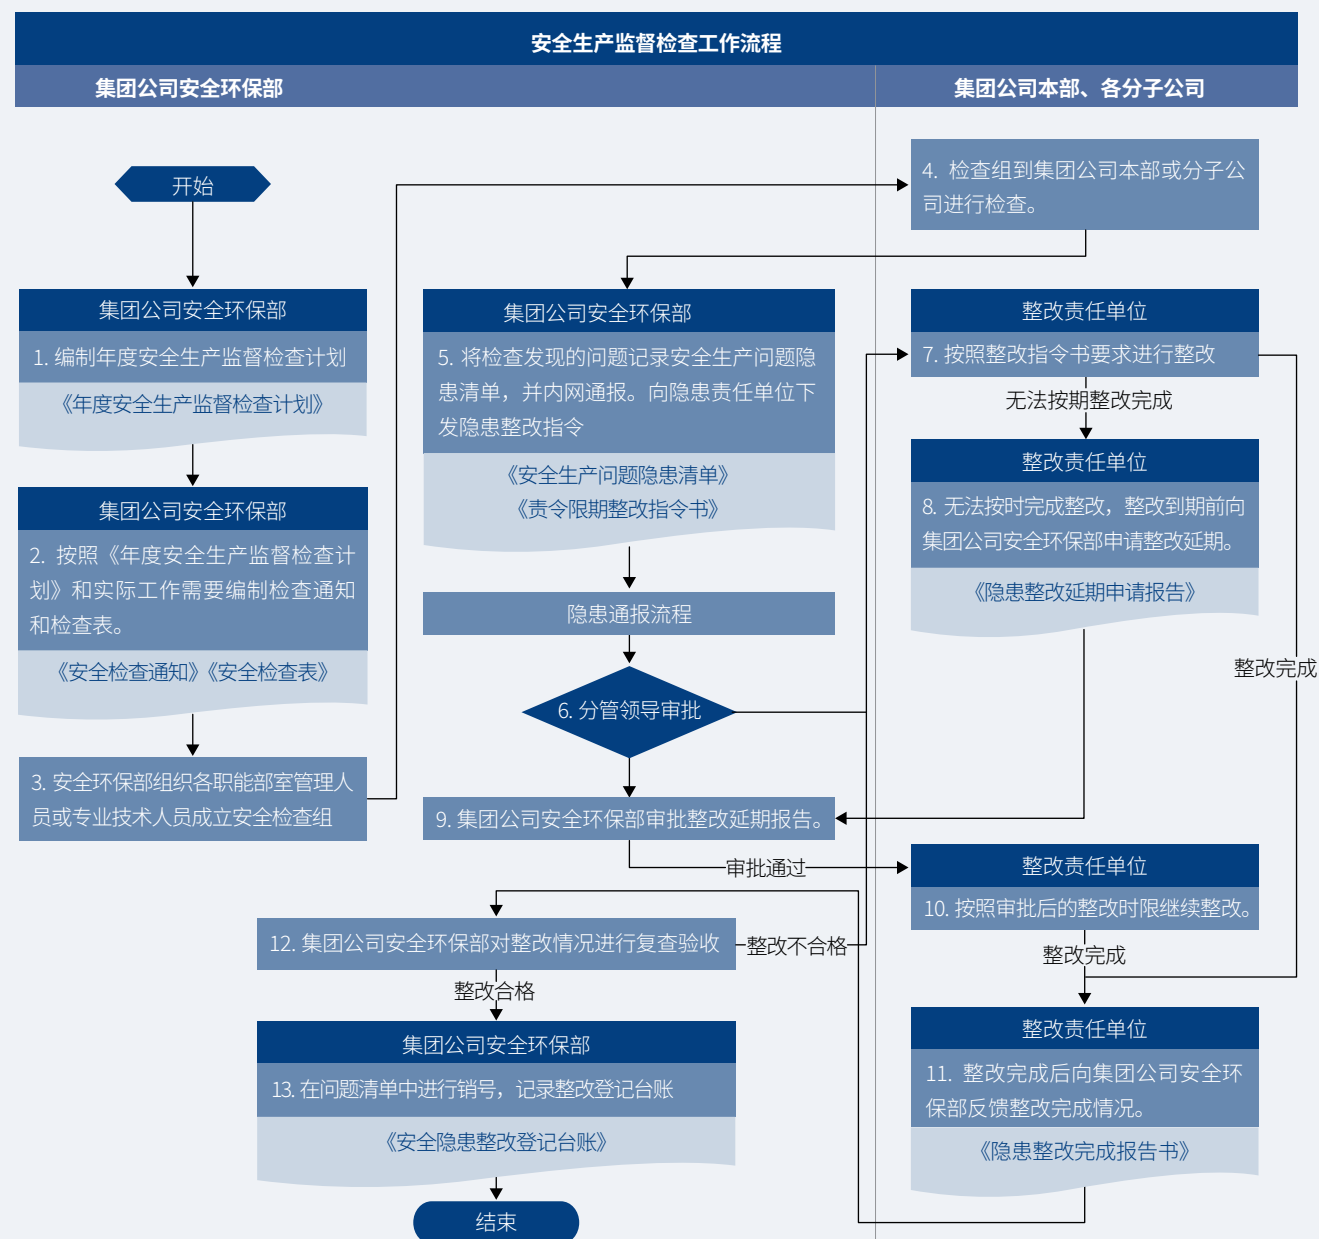 安全生产监督检查工作流程
集团公司安全环保部
集团公司本部、各分子公司
开始
4. 检查组到集团公司本部或分子公
司进行检查。
集团公司安全环保部
1. 编制年度安全生产监督检查计划
《年度安全生产监督检查计划》
集团公司安全环保部
2. 按照《年度安全生产监督检查计
划》和实际工作需要编制检查通知
和检查表。
《安全检查通知》《安全检查表》
3. 安全环保部组织各职能部室管理人
员或专业技术人员成立安全检查组
集团公司安全环保部
5. 将检查发现的问题记录安全生产问题隐
患清单，并内网通报。向隐患责任单位下
发隐患整改指令
《安全生产问题隐患清单》
《责令限期整改指令书》
隐患通报流程
6. 分管领导审批
9. 集团公司安全环保部审批整改延期报告。
审批通过
整改责任单位
7. 按照整改指令书要求进行整改
无法按期整改完成
整改责任单位
8. 无法按时完成整改，整改到期前向
集团公司安全环保部申请整改延期。
《隐患整改延期申请报告》
整改完成
整改责任单位
10. 按照审批后的整改时限继续整改。
整改完成
整改责任单位
11. 整改完成后向集团公司安全环
保部反馈整改完成情况。
《隐患整改完成报告书》
12. 集团公司安全环保部对整改情况进行复查验收
整改不合格
整改合格
集团公司安全环保部
13. 在问题清单中进行销号，记录整改登记台账
《安全隐患整改登记台账》
结束